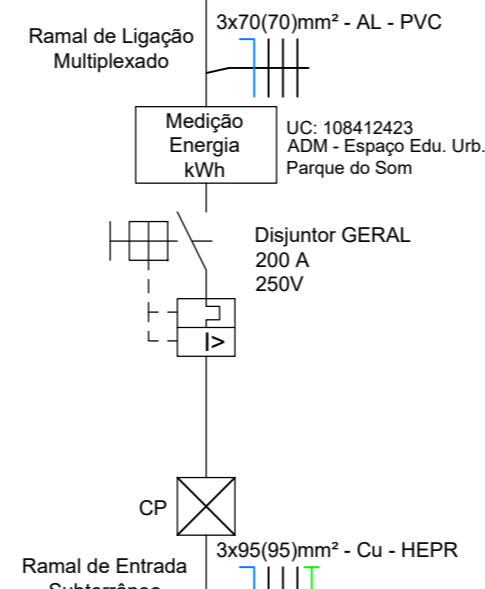 3x70(70)mm² - AL - PVC
Ramal de Ligação
Multiplexado
Medição
Energia
kWh
UC: 108412423
ADM - Espaço Edu. Urb.
Parque do Som
Disjuntor GERAL
200 A
250V
I>
CP
3x95(95)mm² - Cu - HEPR
Ramal de Entrada
Subterrâneo